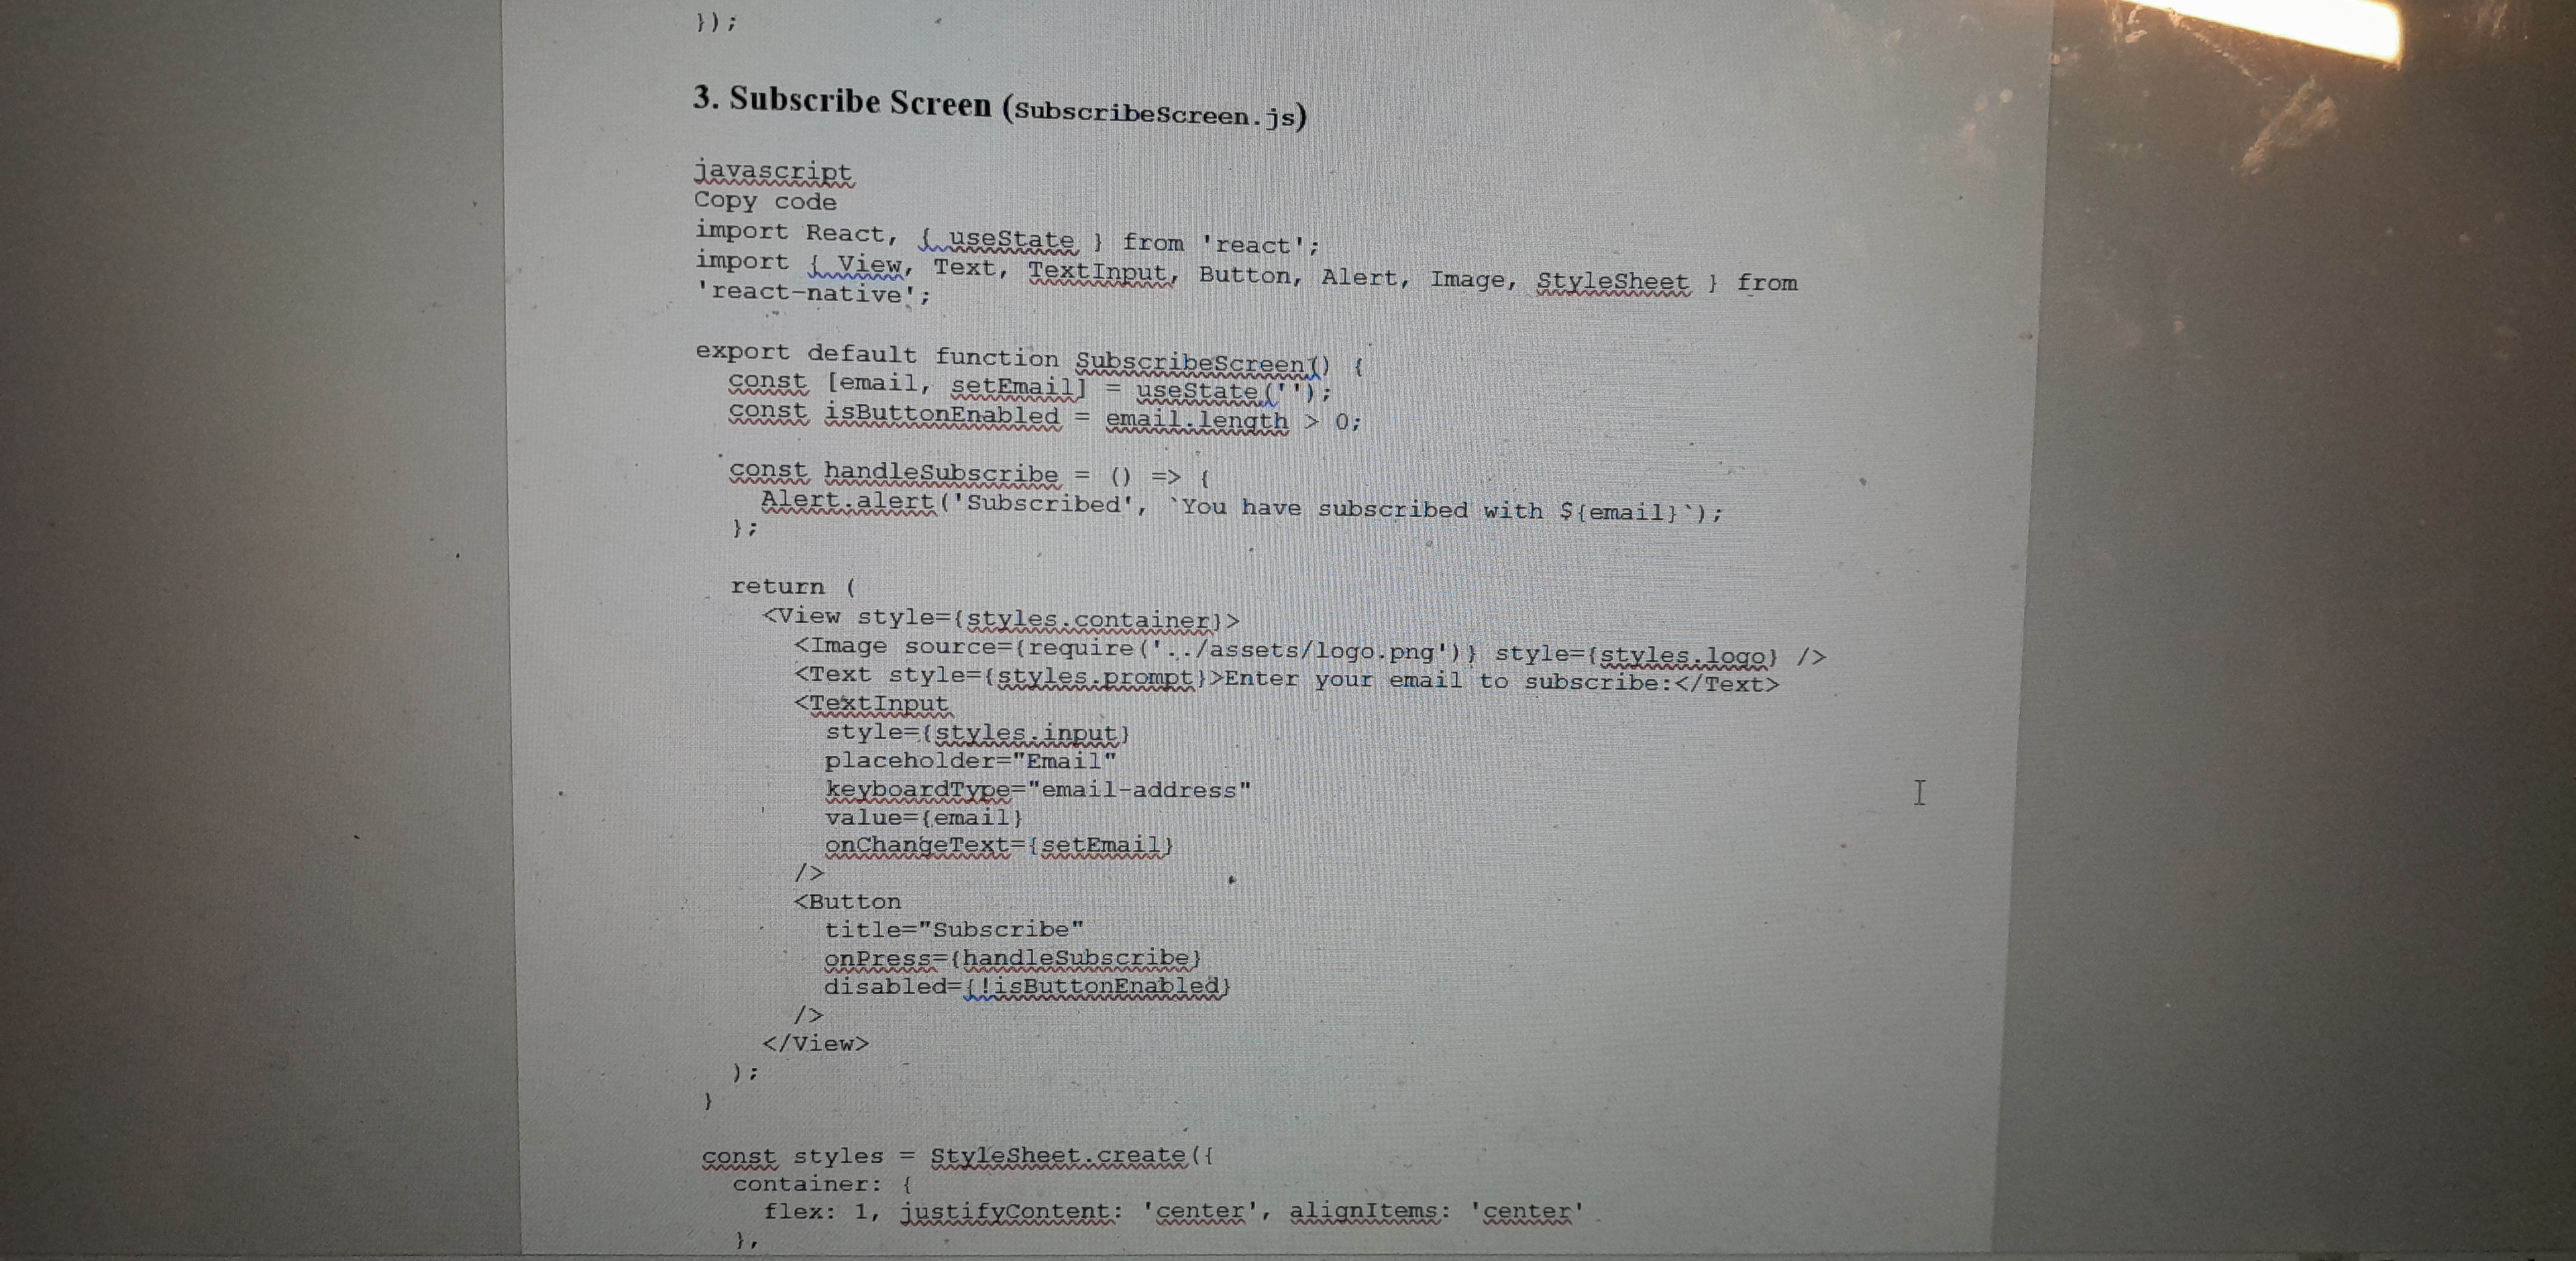 });
3. Subscribe Screen (SubscribeScreen.js)
javascript
Copy code
import React, { useState } from 'react';
import { View, Text, TextInput, Button, Alert, Image, StyleSheet } from
'react-native';
export default function SubscribeScreen() {
  const [email, setEmail] = useState('');
  const isButtonEnabled = email.length > 0;
  const handleSubscribe = () => {
    Alert.alert('Subscribed', `You have subscribed with ${email}`);
  };
  return (
    <View style={styles.container}>
      <Image source={require('../assets/logo.png')} style={styles.logo} />
      <Text style={styles.prompt}>Enter your email to subscribe:</Text>
      <TextInput
        style={styles.input}
        placeholder="Email"
        keyboardType="email-address"
        value={email}
        onChangeText={setEmail}
      />
      <Button
        title="Subscribe"
        onPress={handleSubscribe}
        disabled={!isButtonEnabled}
      />
    </View>
  );
}
const styles = StyleSheet.create({
  container: {
    flex: 1, justifyContent: 'center', alignItems: 'center'
  },